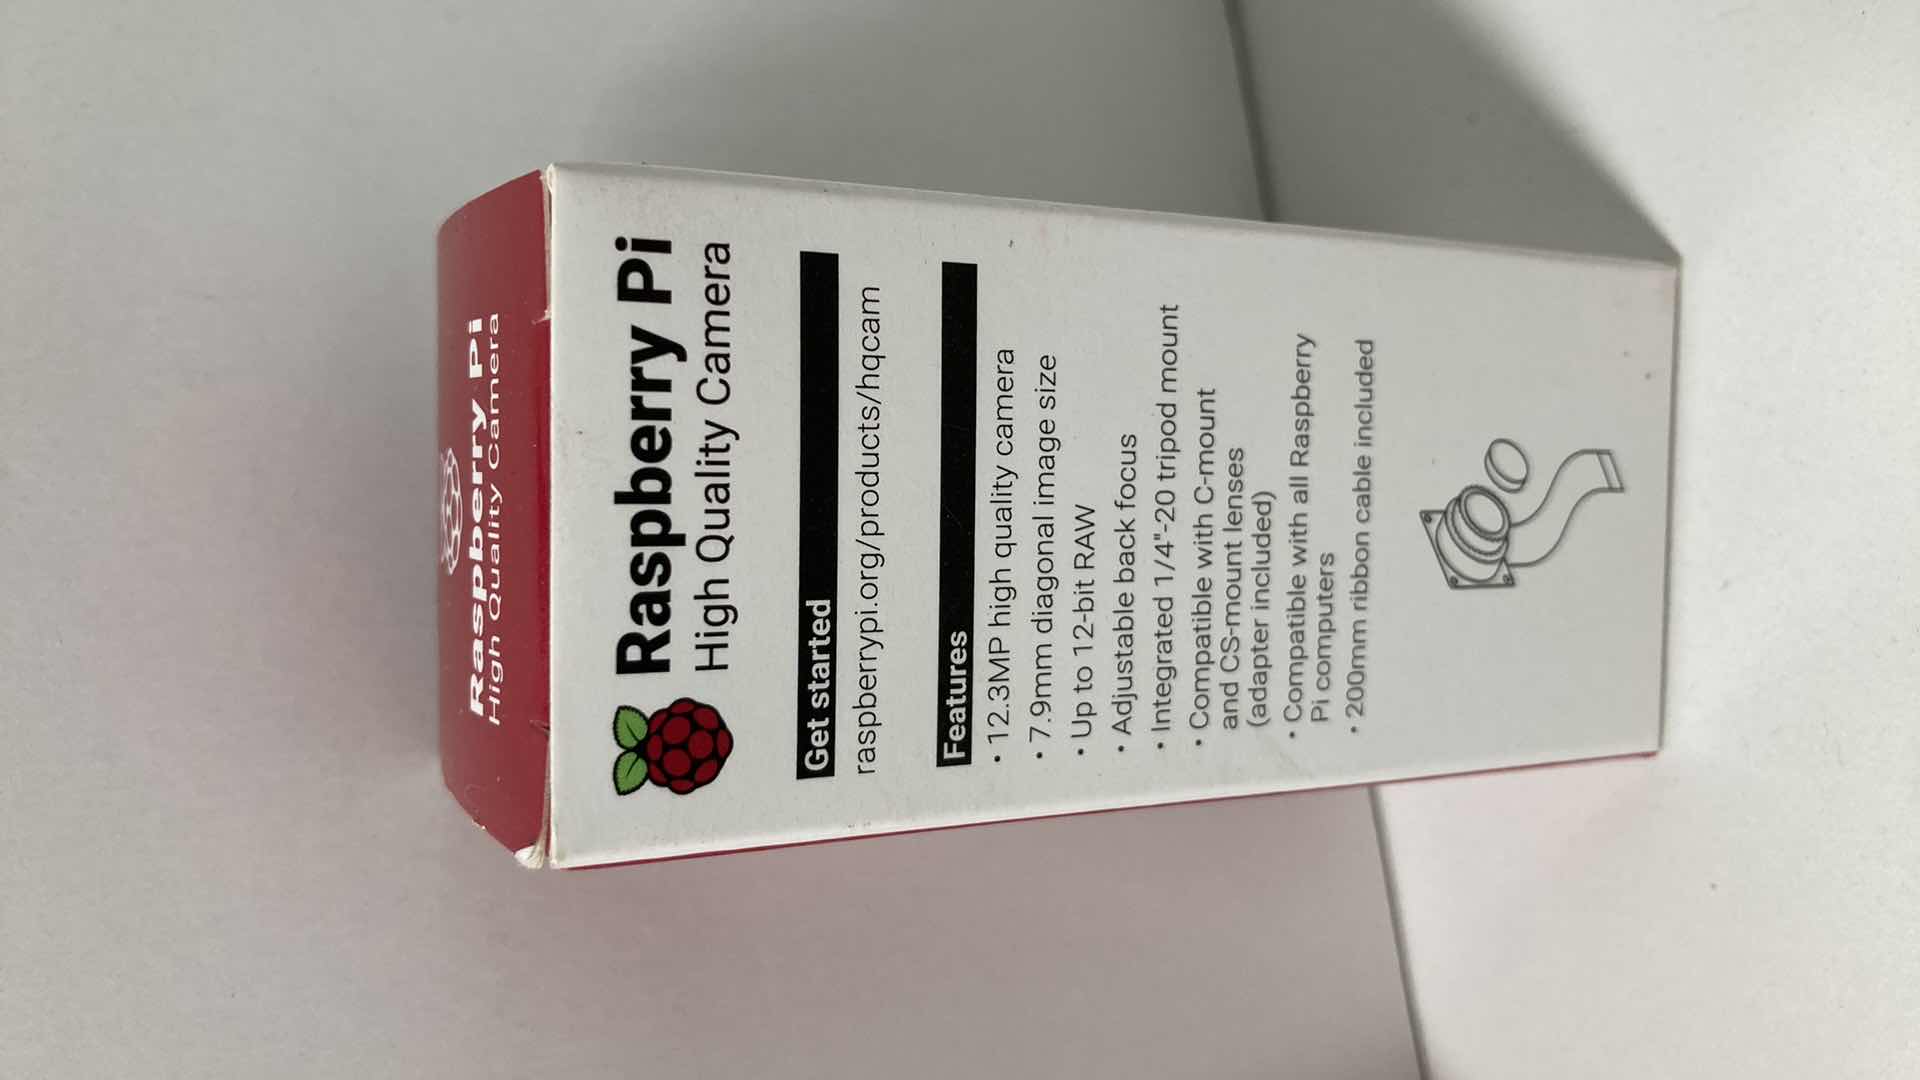 Raspberry Pi
High Quality Camera
Raspberry Pi
High Quality Camera
Get started
raspberrypi.org/products/hqcam
Features
• 12.3MP high quality camera
• 7.9mm diagonal image size
• Up to 12-bit RAW
• Adjustable back focus
• Integrated 1/4"-20 tripod mount
• Compatible with C-mount
and CS-mount lenses
(adapter included)
• Compatible with all Raspberry
Pi computers
• 200mm ribbon cable included